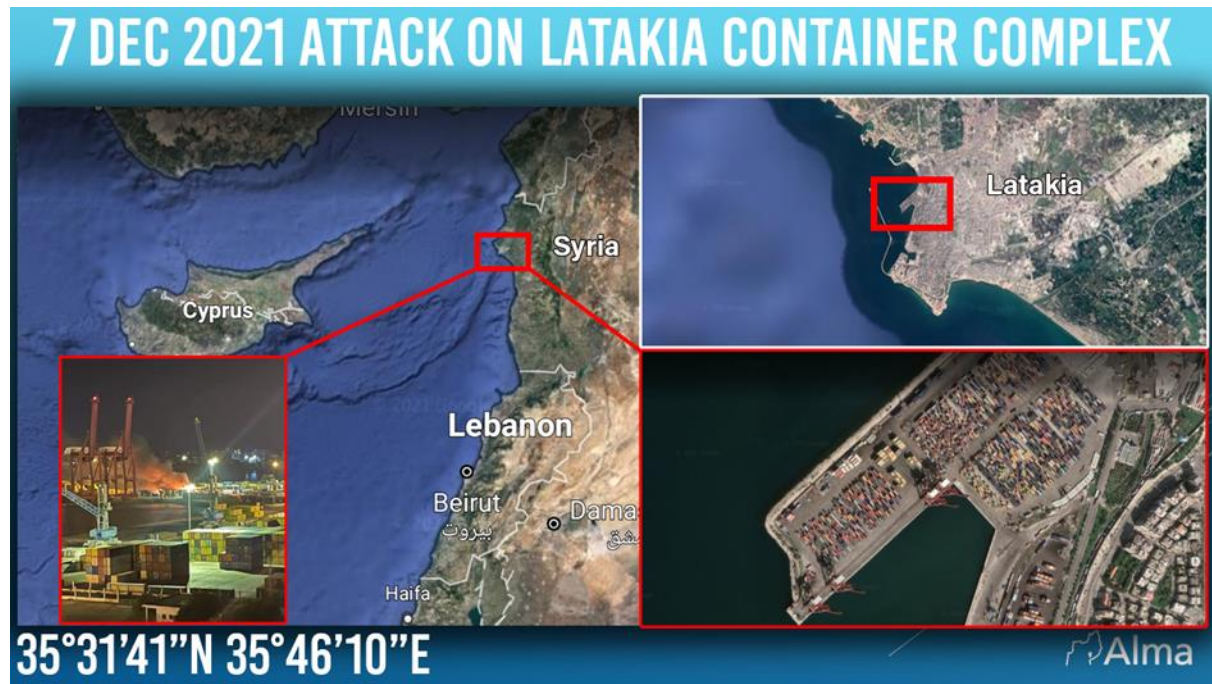 7 DEC 2021 ATTACK ON LATAKIA CONTAINER COMPLEX
Mersin
Cyprus
Syria
Lebanon
Beirut
بيروت
Dama
Haifa
Latakia
35°31’41”N 35°46’10”E
Alma